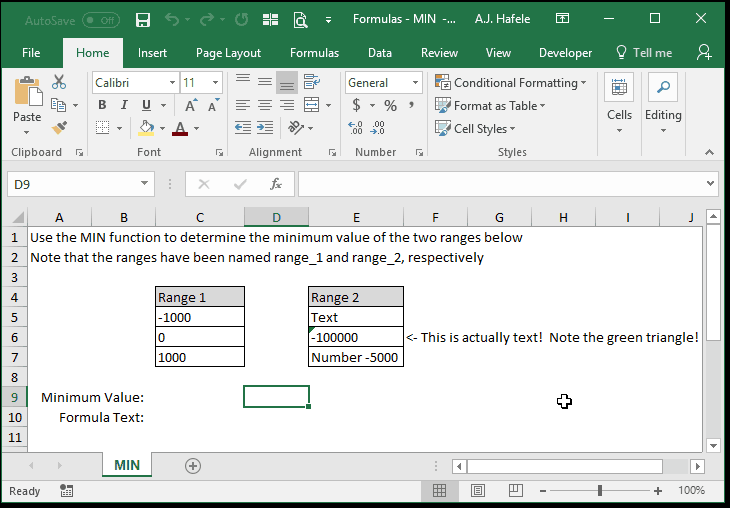 AutoSave Off Formulas - MIN -... A.J. Hafele
File Home Insert Page Layout Formulas Data Review View Developer Tell me
Paste Calibri 11 General Conditional Formatting
B I U A A $ % , Format as Table Cells Editing
A .00 Cell Styles
Clipboard Font Alignment Number Styles
D9 fx
A B C D E F G H I J
1 Use the MIN function to determine the minimum value of the two ranges below
2 Note that the ranges have been named range_1 and range_2, respectively
3
4 Range 1 Range 2
5 -1000 Text
6 0 -100000 <- This is actually text! Note the green triangle!
7 1000 Number -5000
8
9 Minimum Value:
10 Formula Text:
11
MIN
Ready 100%